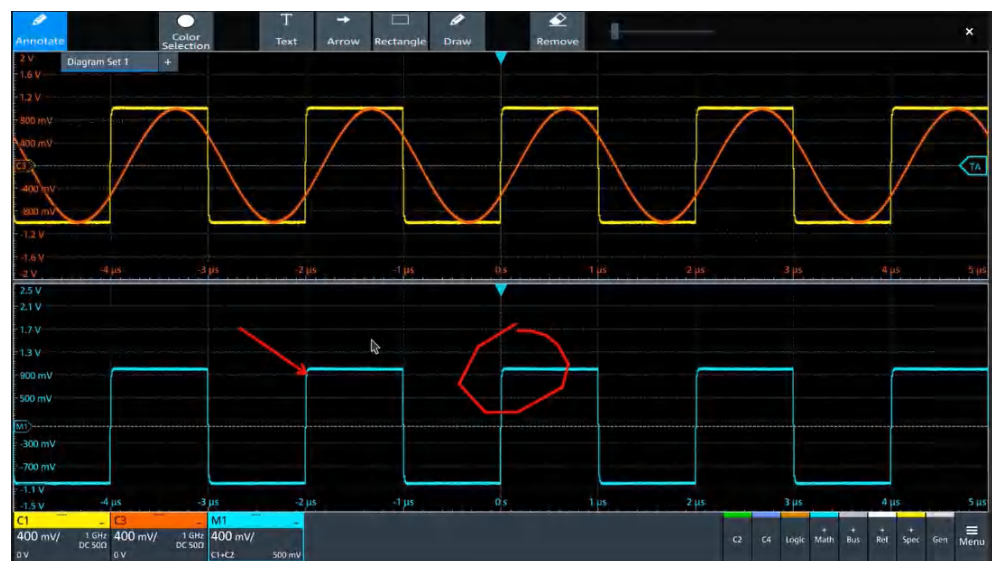 Annotate
Color
Selection
Text
Arrow
Rectangle
Draw
Remove
×
2 V
Diagram Set 1
+
1.6 V
1.2 V
800 mV
400 mV
C3
TA
-400 mV
-800 mV
-1.2 V
-1.6 V
-2 V
-4 µs
-3 µs
-2 µs
-1 µs
0 s
1 µs
2 µs
3 µs
4 µs
5 µs
2.5 V
2.1 V
1.7 V
1.3 V
900 mV
500 mV
M1
-300 mV
-700 mV
-1.1 V
-1.5 V
-4 µs
-3 µs
-2 µs
-1 µs
0 s
1 µs
2 µs
3 µs
4 µs
5 µs
C1
400 mV/
1 GHz
DC 50Ω
0 V
C3
400 mV/
1 GHz
DC 50Ω
0 V
M1
400 mV/
C1+C2
500 mV
C2
C4
Logic
+
Math
+
Bus
+
Ref
+
Spec
Gen
Menu